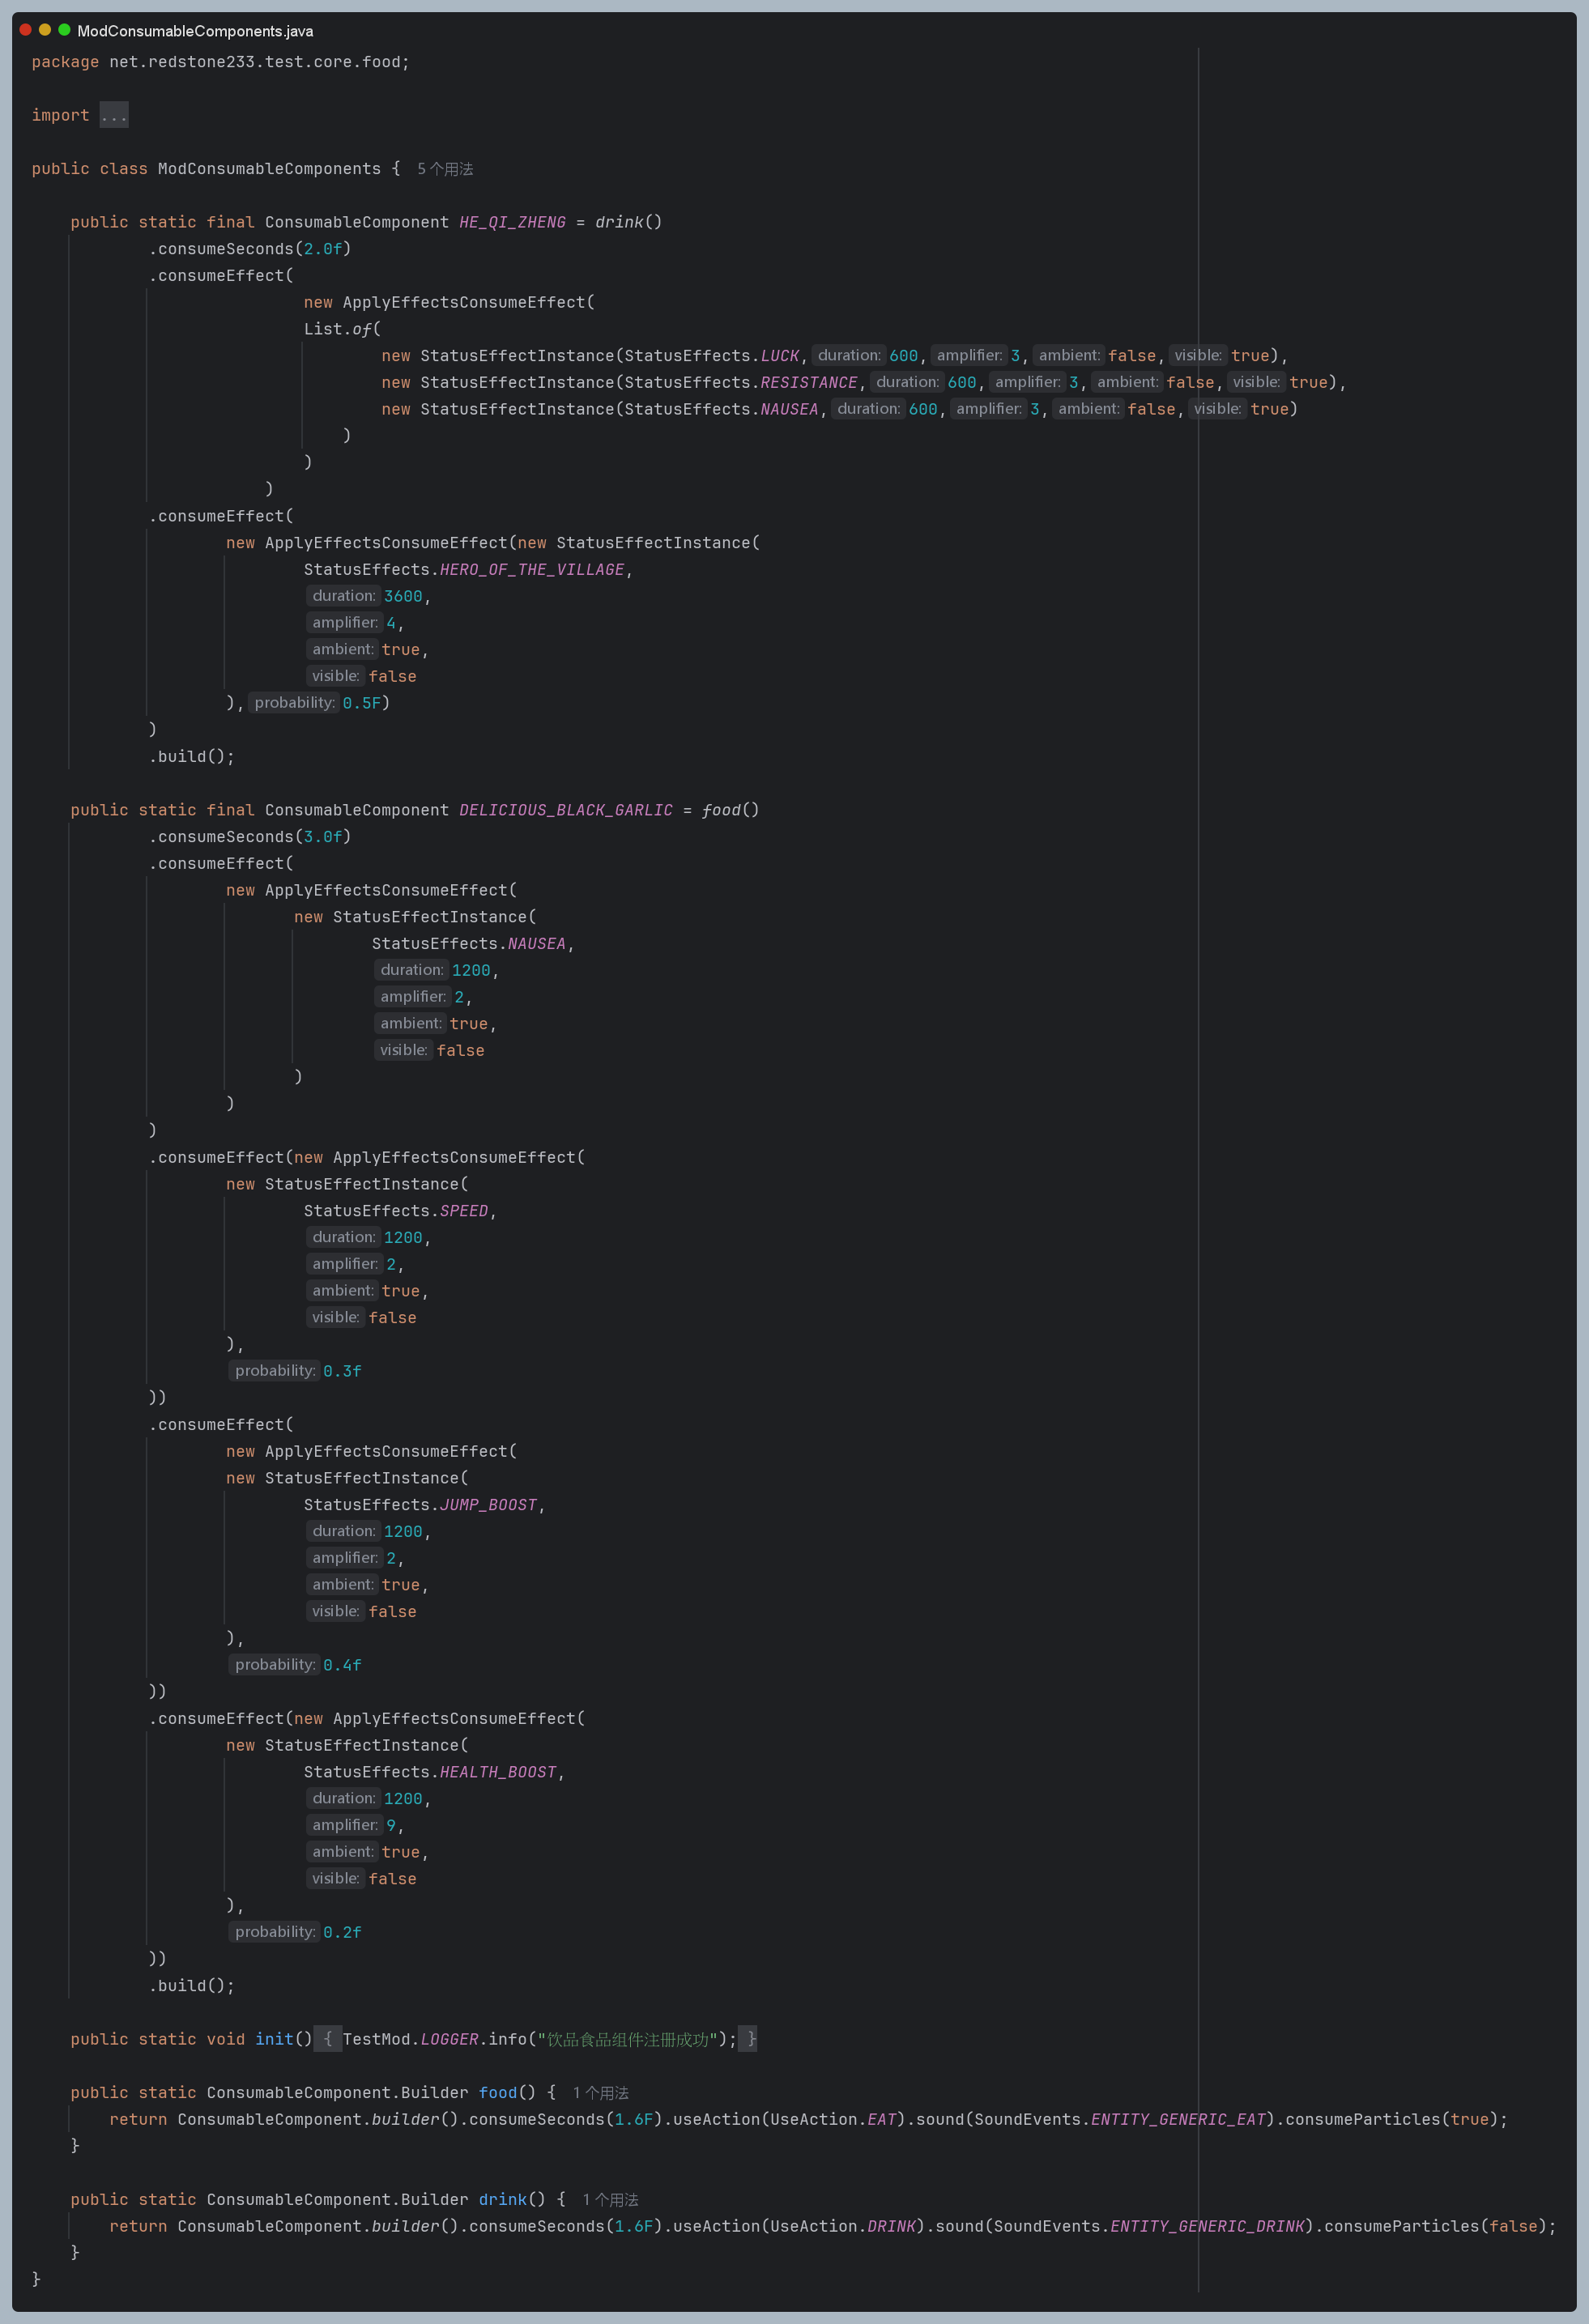 ModConsumableComponents.java
package net.redstone233.test.core.food;
import ...
public class ModConsumableComponents { 5 个用法
public static final ConsumableComponent HE_QI_ZHENG = drink()
.consumeSeconds(2.0f)
.consumeEffect(
new ApplyEffectsConsumeEffect(
List.of(
new StatusEffectInstance(StatusEffects.LUCK, duration: 600, amplifier: 3, ambient: false, visible: true),
new StatusEffectInstance(StatusEffects.RESISTANCE, duration: 600, amplifier: 3, ambient: false, visible: true),
new StatusEffectInstance(StatusEffects.NAUSEA, duration: 600, amplifier: 3, ambient: false, visible: true)
)
)
)
.consumeEffect(
new ApplyEffectsConsumeEffect(new StatusEffectInstance(
StatusEffects.HERO_OF_THE_VILLAGE,
duration: 3600,
amplifier: 4,
ambient: true,
visible: false
), probability: 0.5F)
)
.build();
public static final ConsumableComponent DELICIOUS_BLACK_GARLIC = food()
.consumeSeconds(3.0f)
.consumeEffect(
new ApplyEffectsConsumeEffect(
new StatusEffectInstance(
StatusEffects.NAUSEA,
duration: 1200,
amplifier: 2,
ambient: true,
visible: false
)
)
)
.consumeEffect(new ApplyEffectsConsumeEffect(
new StatusEffectInstance(
StatusEffects.SPEED,
duration: 1200,
amplifier: 2,
ambient: true,
visible: false
),
probability: 0.3f
))
.consumeEffect(
new ApplyEffectsConsumeEffect(
new StatusEffectInstance(
StatusEffects.JUMP_BOOST,
duration: 1200,
amplifier: 2,
ambient: true,
visible: false
),
probability: 0.4f
))
.consumeEffect(new ApplyEffectsConsumeEffect(
new StatusEffectInstance(
StatusEffects.HEALTH_BOOST,
duration: 1200,
amplifier: 9,
ambient: true,
visible: false
),
probability: 0.2f
))
.build();
public static void init() { TestMod.LOGGER.info("饮品食品组件注册成功"); }
public static ConsumableComponent.Builder food() { 1 个用法
return ConsumableComponent.builder().consumeSeconds(1.6F).useAction(UseAction.EAT).sound(SoundEvents.ENTITY_GENERIC_EAT).consumeParticles(true);
}
public static ConsumableComponent.Builder drink() { 1 个用法
return ConsumableComponent.builder().consumeSeconds(1.6F).useAction(UseAction.DRINK).sound(SoundEvents.ENTITY_GENERIC_DRINK).consumeParticles(false);
}
}